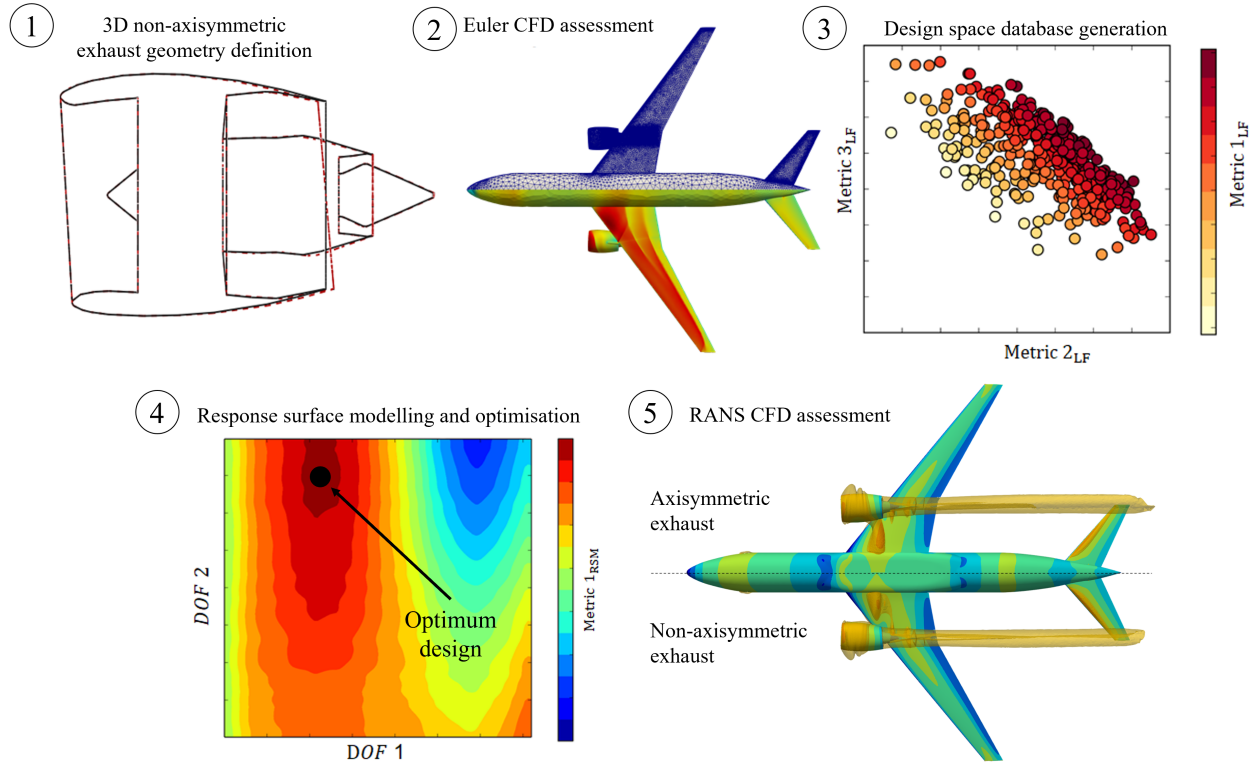 1
3D non-axisymmetric
exhaust geometry definition
2
Euler CFD assessment
3
Design space database generation
Metric 3LF
Metric 2LF
Metric 1LF
4
Response surface modelling and optimisation
DOF 2
DOF 1
Optimum
design
Metric 1RSM
5
RANS CFD assessment
Axisymmetric
exhaust
Non-axisymmetric
exhaust